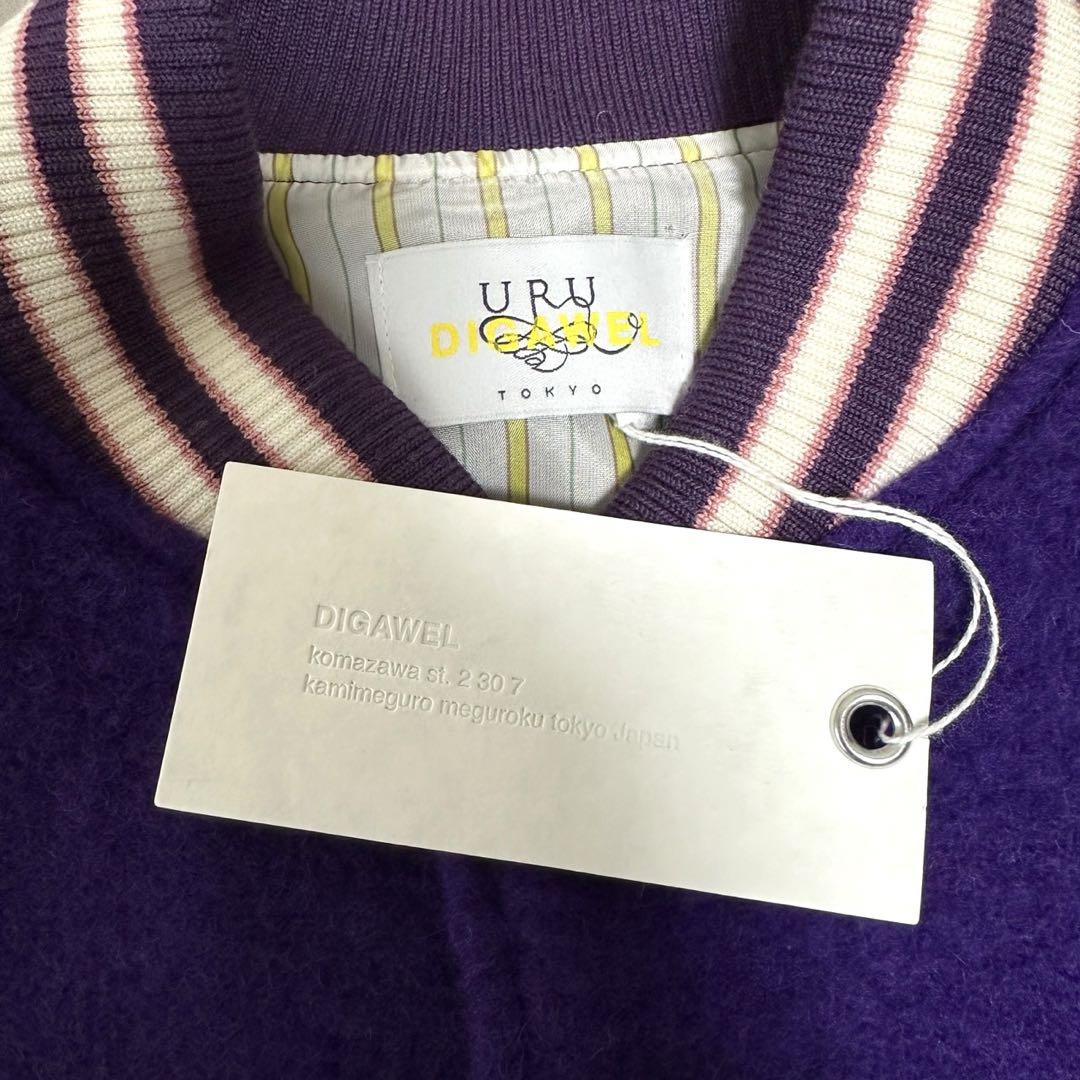 URU
DIGAWEL
TOKYO
DIGAWEL
komazawa st. 2 30 7
kamimeguro meguroku tokyo Japan